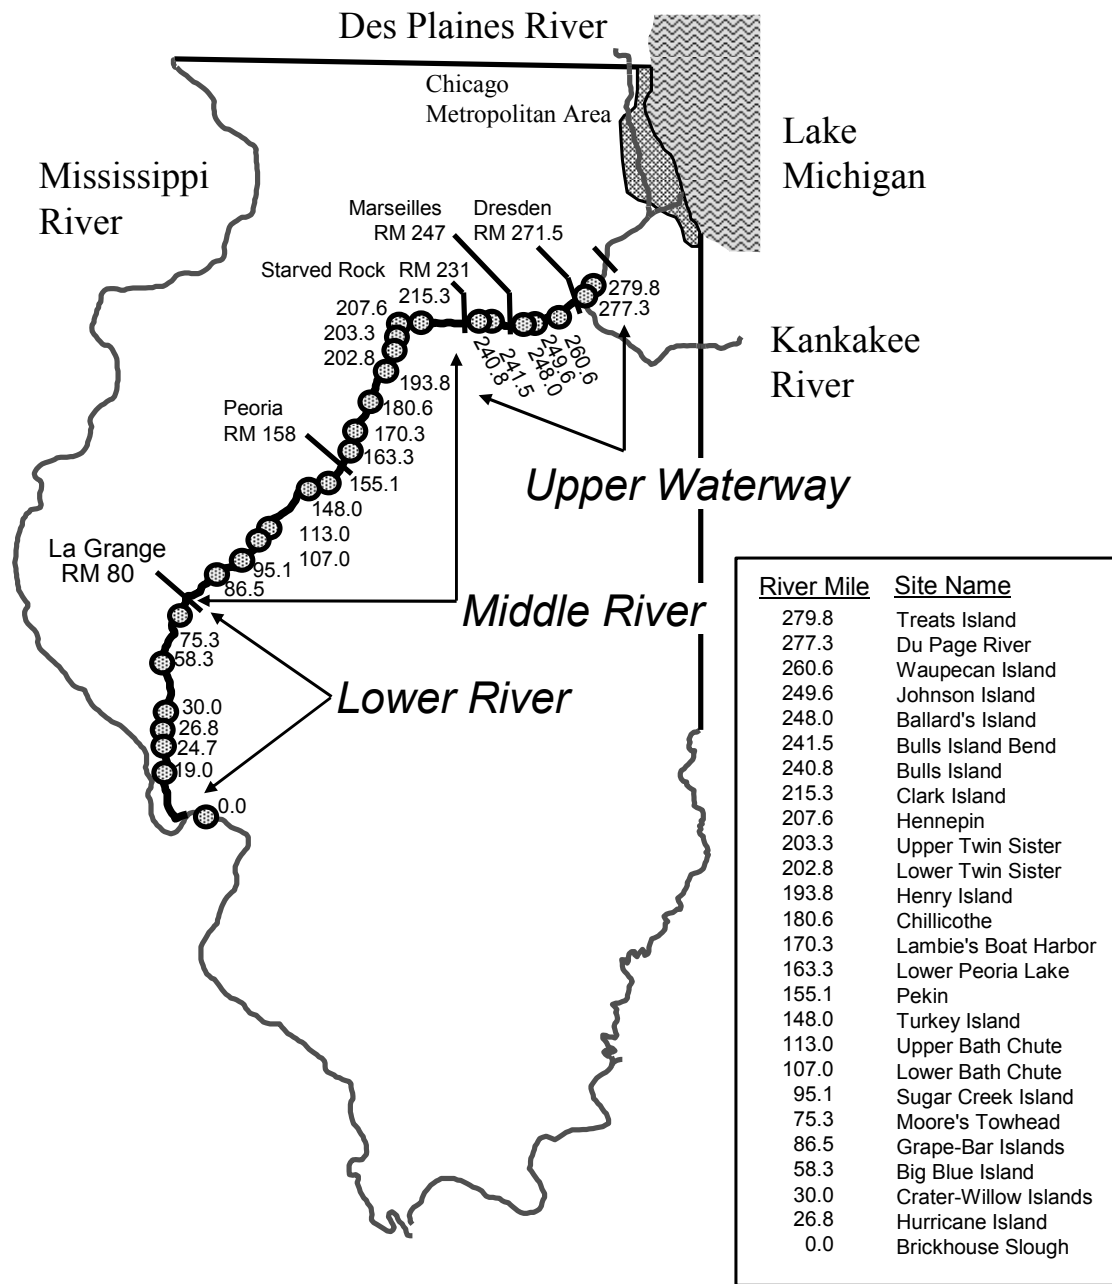 Des Plaines River
Chicago
Metropolitan Area
Lake
Michigan
Mississippi
River
Marseilles
RM 247
Dresden
RM 271.5
Starved Rock
RM 231
279.8
277.3
215.3
207.6
203.3
202.8
260.6
249.6
248.0
241.5
240.8
Kankakee
River
193.8
180.6
170.3
163.3
Peoria
RM 158
155.1
148.0
113.0
107.0
95.1
86.5
Upper Waterway
La Grange
RM 80
Middle River
75.3
58.3
Lower River
30.0
26.8
24.7
19.0
0.0
River Mile Site Name
279.8 Treats Island
277.3 Du Page River
260.6 Waupecan Island
249.6 Johnson Island
248.0 Ballard's Island
241.5 Bulls Island Bend
240.8 Bulls Island
215.3 Clark Island
207.6 Hennepin
203.3 Upper Twin Sister
202.8 Lower Twin Sister
193.8 Henry Island
180.6 Chillicothe
170.3 Lambie's Boat Harbor
163.3 Lower Peoria Lake
155.1 Pekin
148.0 Turkey Island
113.0 Upper Bath Chute
107.0 Lower Bath Chute
95.1 Sugar Creek Island
75.3 Moore's Towhead
86.5 Grape-Bar Islands
58.3 Big Blue Island
30.0 Crater-Willow Islands
26.8 Hurricane Island
0.0 Brickhouse Slough